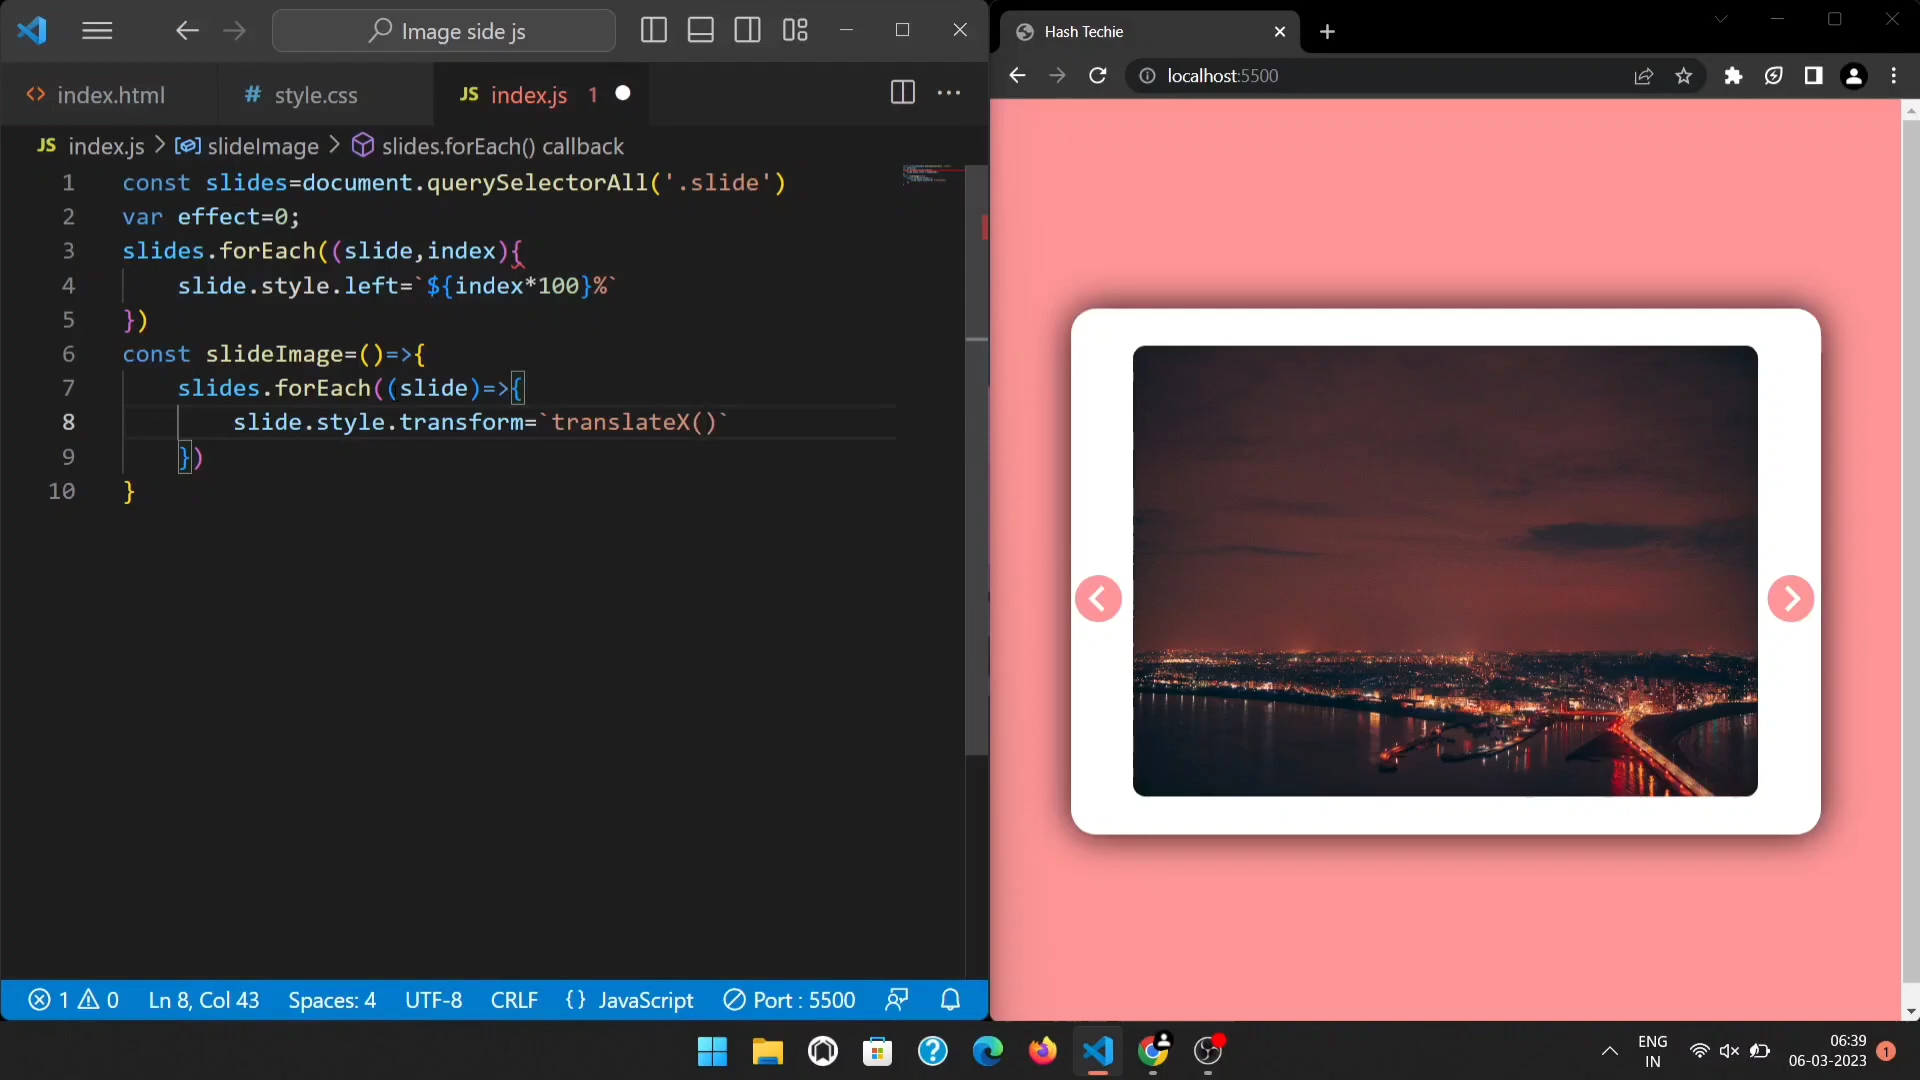 Image side js
index.html
# style.css
JS index.js 1
JS index.js > slideImage > slides.forEach() callback
1 const slides=document.querySelectorAll('.slide')
2 var effect=0;
3 slides.forEach((slide,index){
4 slide.style.left=`${index*100}%`
5 })
6 const slideImage=()=>{
7 slides.forEach((slide)=>{
8 slide.style.transform=`translateX()`
9 })
10 }
1 0 Ln 8, Col 43 Spaces: 4 UTF-8 CRLF {} JavaScript Port : 5500
Hash Techie
localhost:5500
ENG
IN
06:39
06-03-2023
1